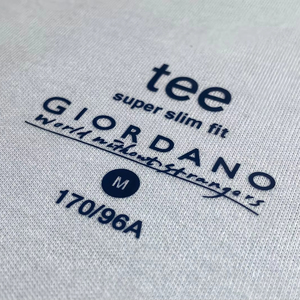 tee
super slim fit
GIORDANO
World without strangers
M
170/96A